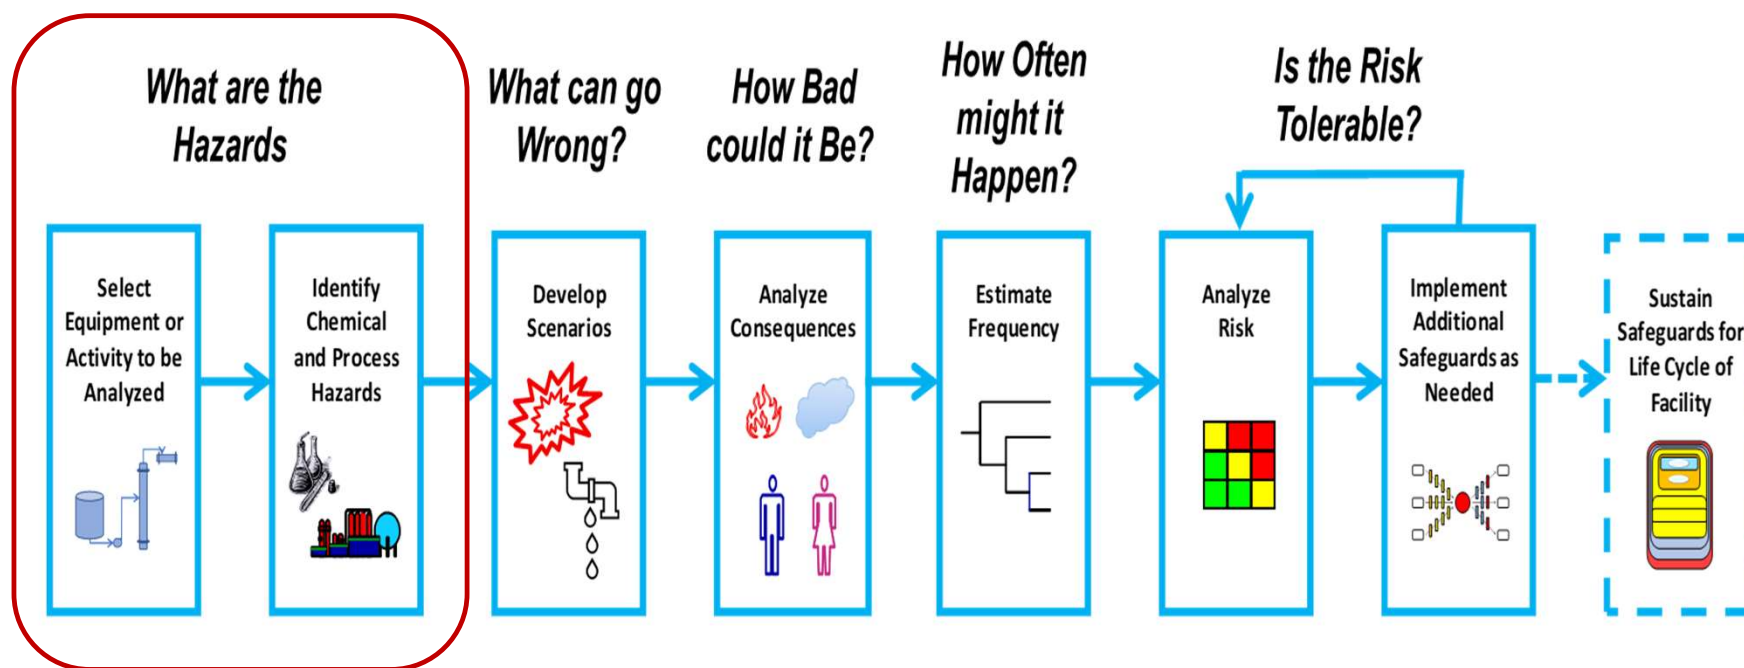 What are the
Hazards
What can go
Wrong?
How Bad
could it Be?
How Often
might it
Happen?
Is the Risk
Tolerable?
Select
Equipment or
Activity to be
Analyzed
Identify
Chemical
and Process
Hazards
Develop
Scenarios
Analyze
Consequences
Estimate
Frequency
Analyze
Risk
Implement
Additional
Safeguards as
Needed
Sustain
Safeguards for
Life Cycle of
Facility